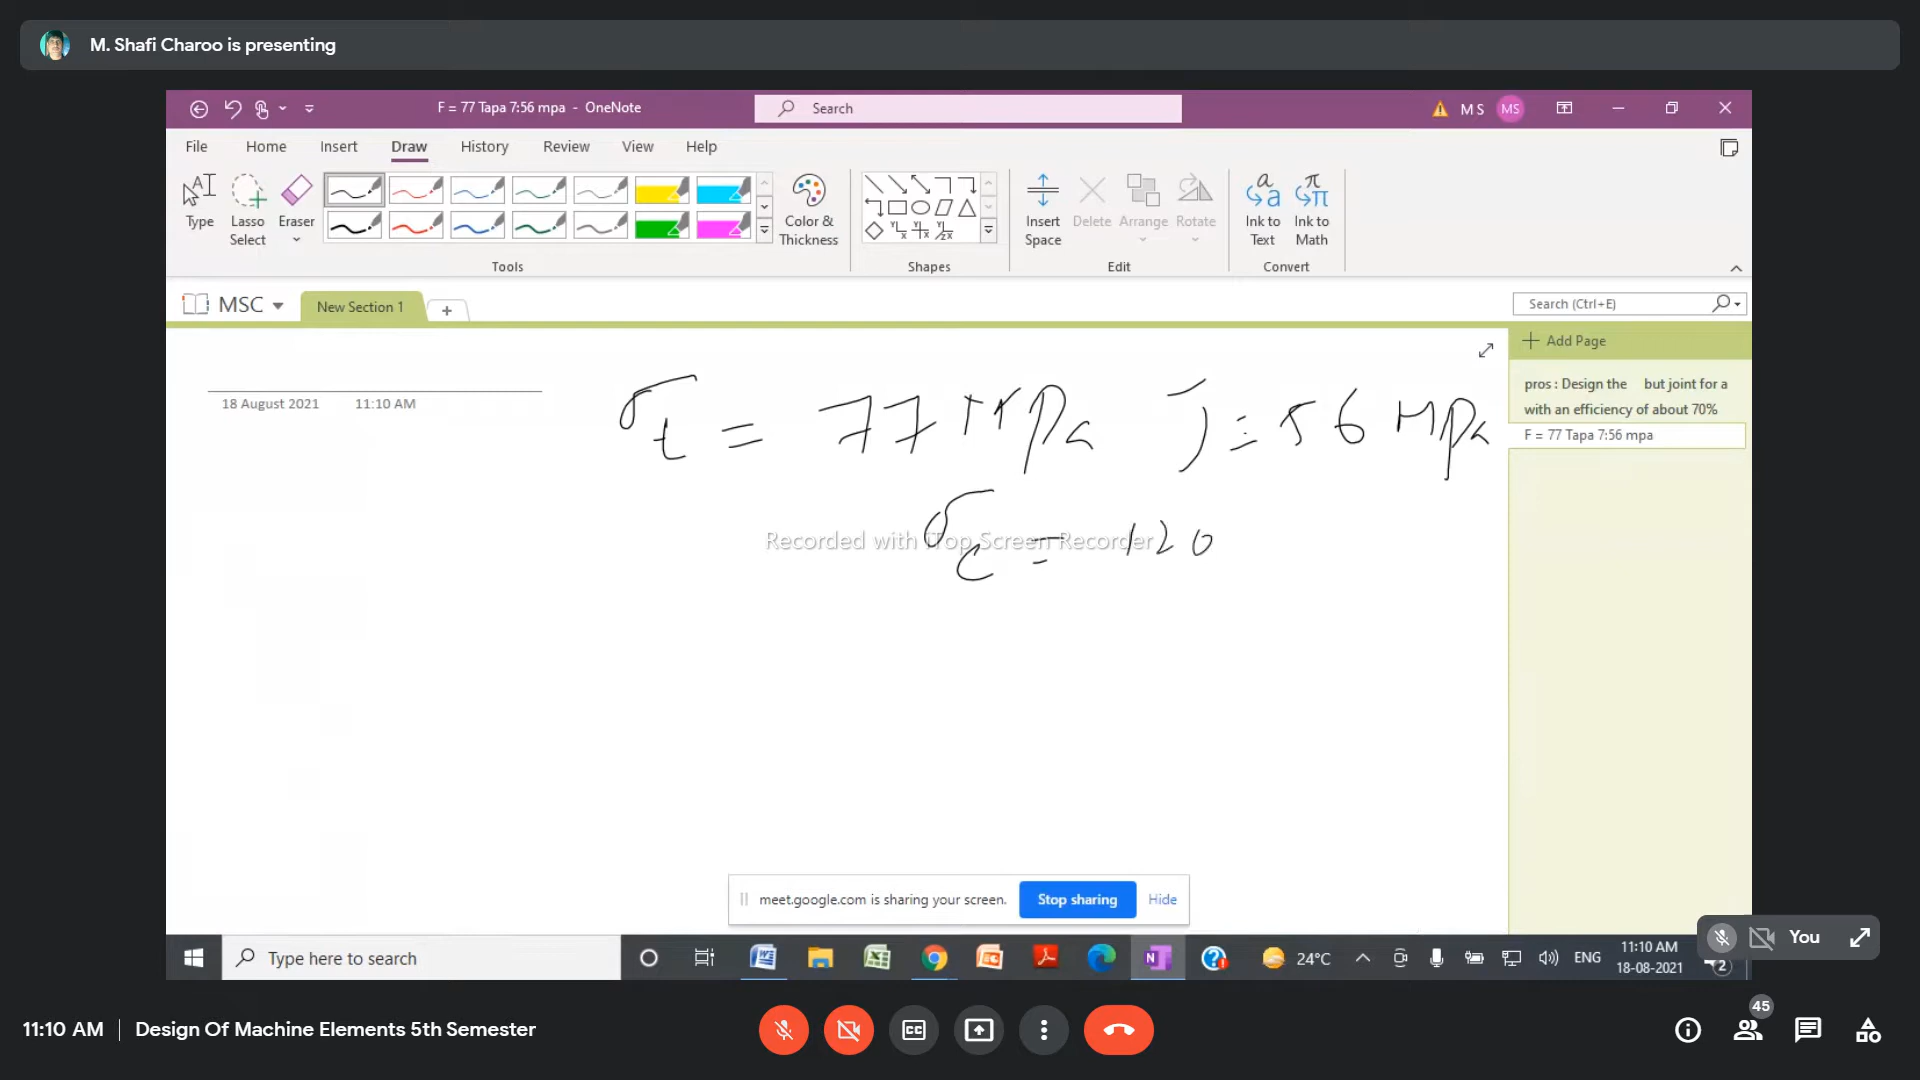 M. Shafi Charoo is presenting
F = 77 Tapa 7:56 mpa - OneNote
Search
M S
MS
File Home Insert Draw History Review View Help
Type
Lasso Select
Eraser
Color & Thickness
Insert Space
Delete
Arrange
Rotate
Ink to Text
Ink to Math
Tools
Shapes
Edit
Convert
MSC
New Section 1
Search (Ctrl+E)
Add Page
pros : Design the but joint for a
with an efficiency of about 70%
F = 77 Tapa 7:56 mpa
18 August 2021 11:10 AM
σt = 77 MPa τ = 56 MPa
σc = 120
Recorded with iTop Screen Recorder
meet.google.com is sharing your screen.
Stop sharing
Hide
You
Type here to search
24°C
ENG
11:10 AM
18-08-2021
2
11:10 AM
Design Of Machine Elements 5th Semester
45